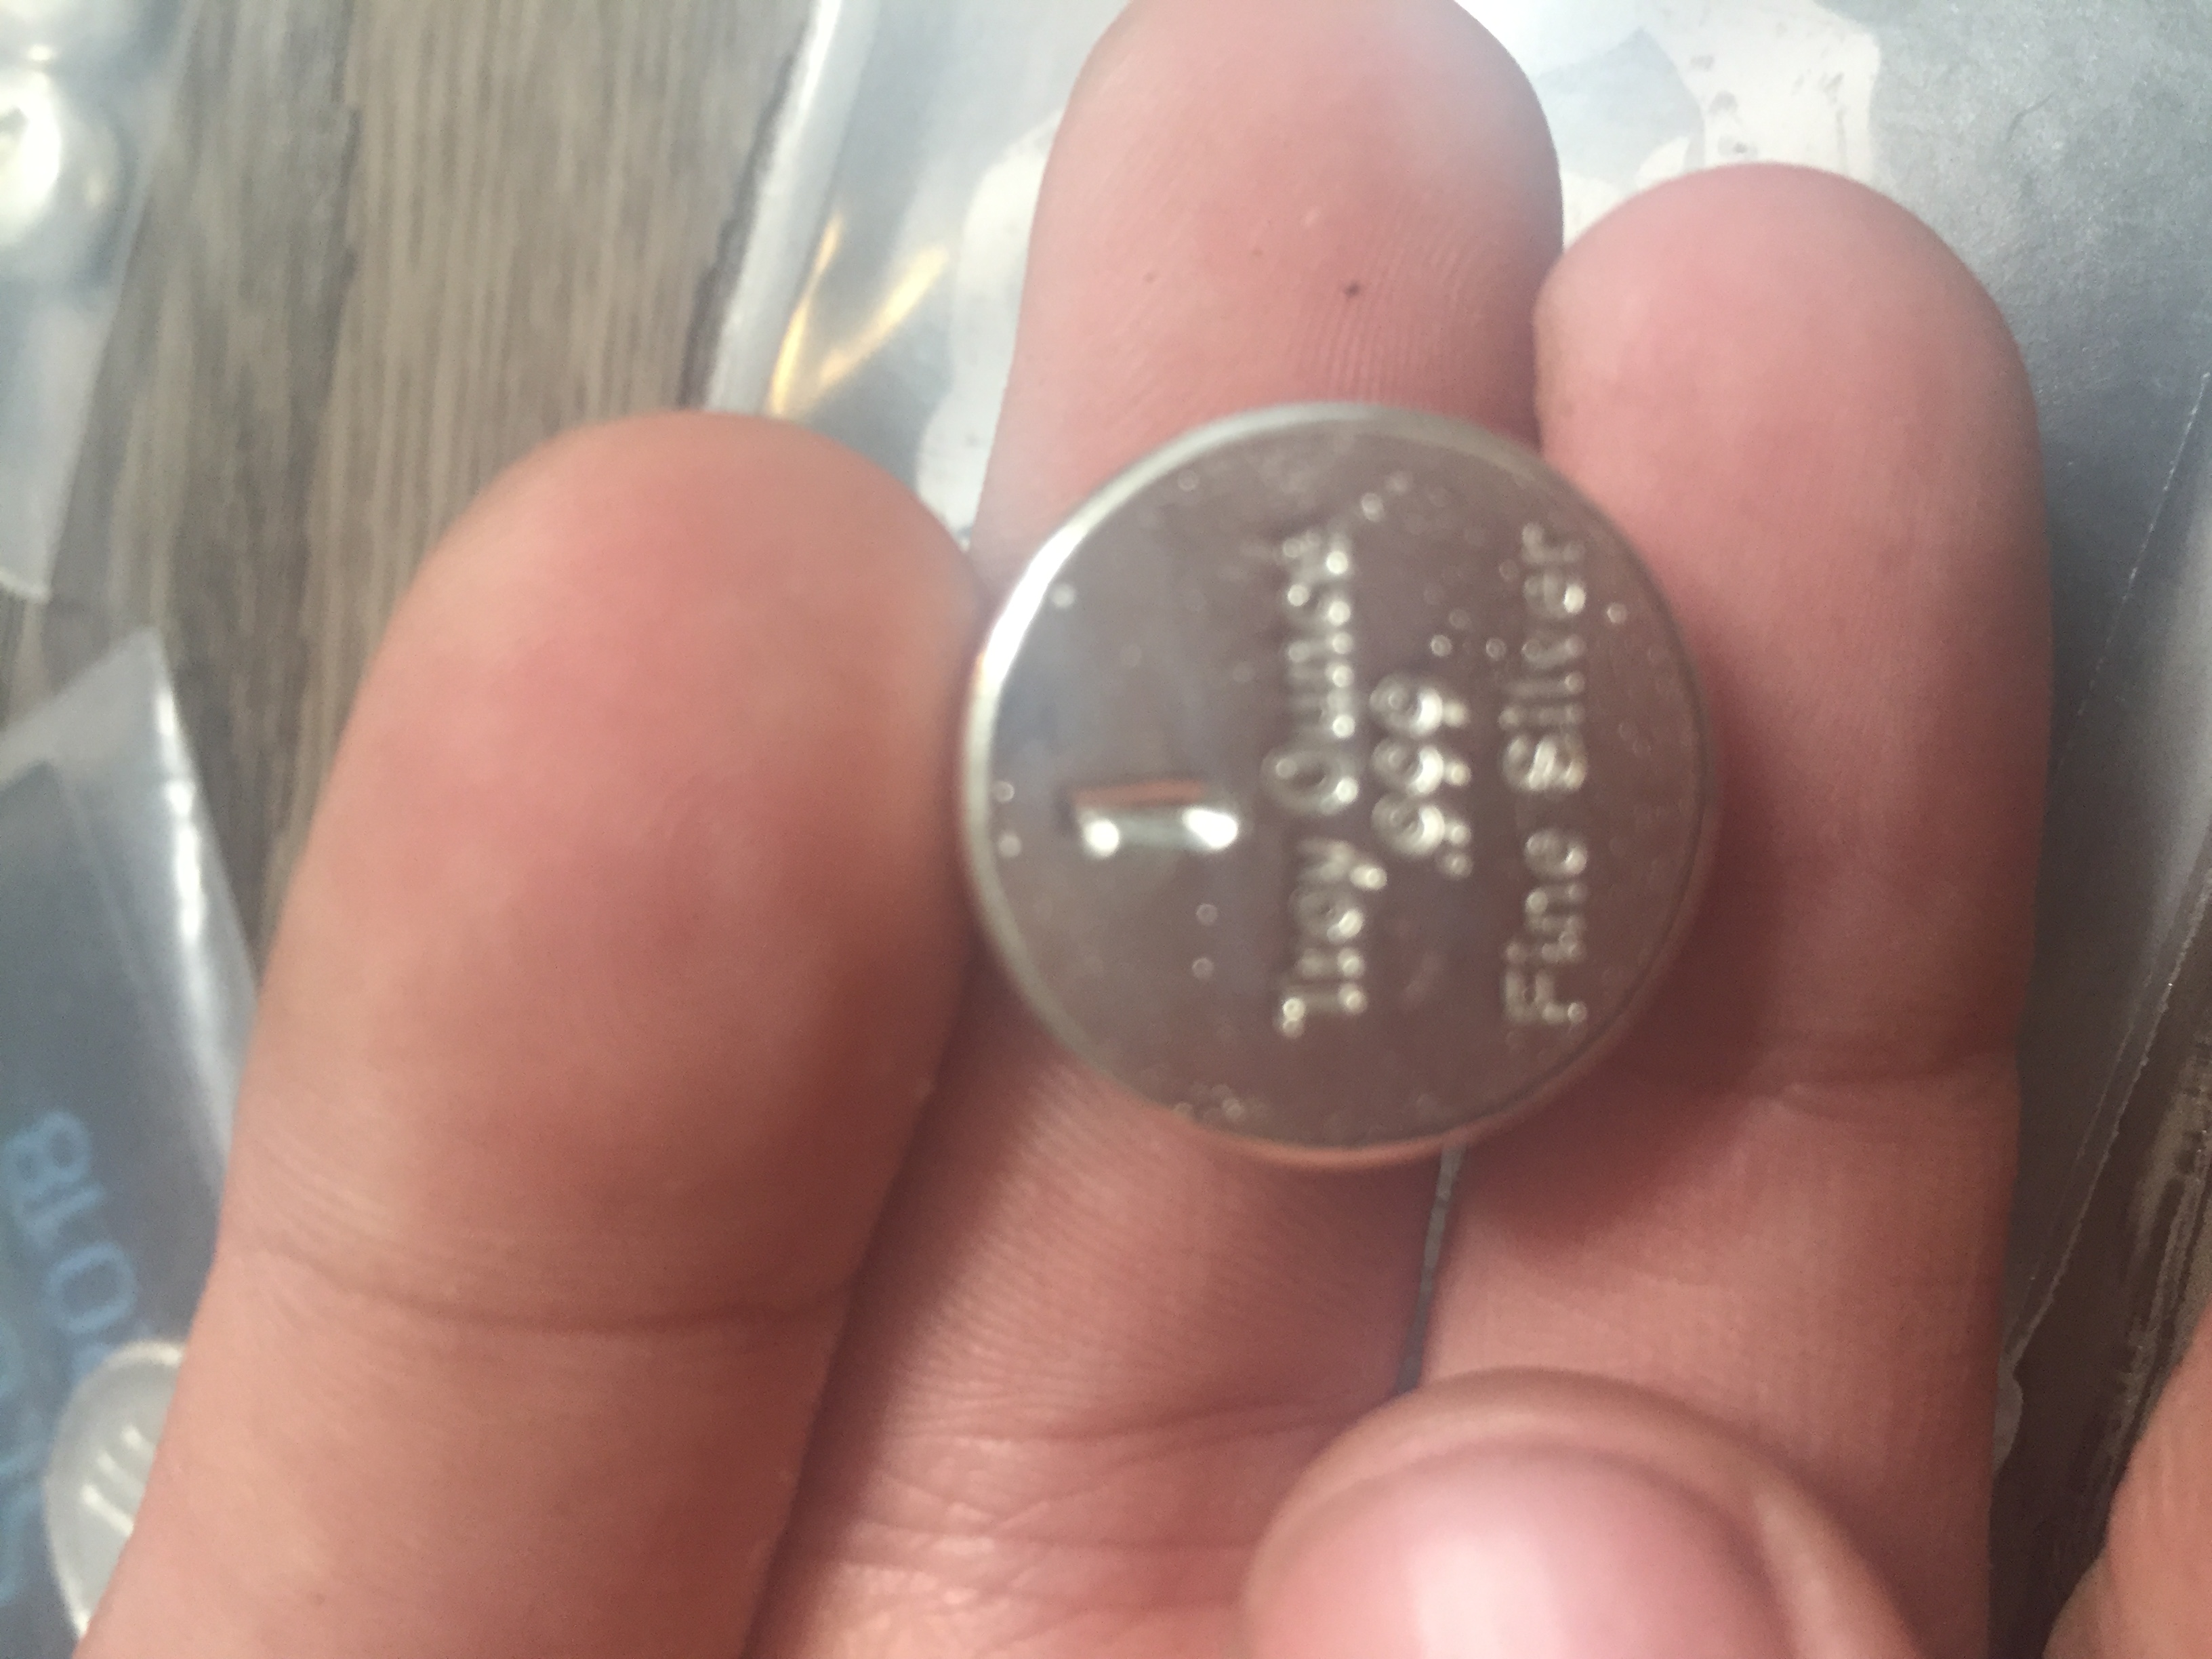 1
Troy Ounce
.999
Fine Silver